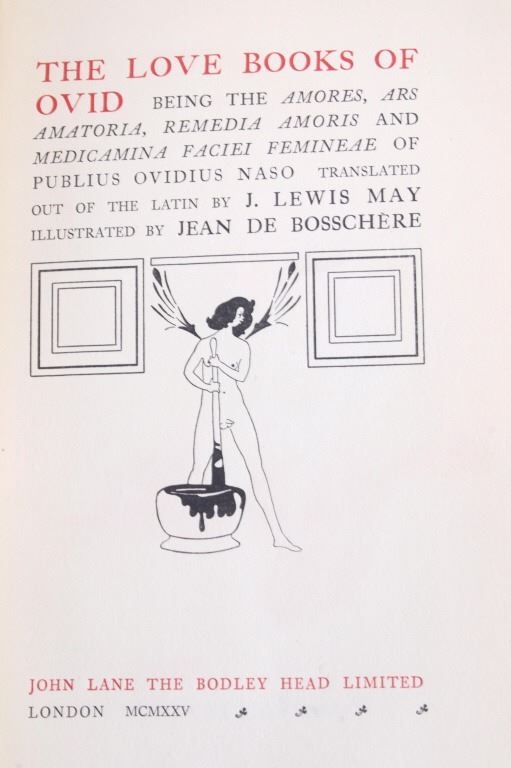 THE LOVE BOOKS OF
OVID BEING THE AMORES, ARS
AMATORIA, REMEDIA AMORIS AND
MEDICAMINA FACIEI FEMINEAE OF
PUBLIUS OVIDIUS NASO TRANSLATED
OUT OF THE LATIN BY J. LEWIS MAY
ILLUSTRATED BY JEAN DE BOSSCHÈRE
JOHN LANE THE BODLEY HEAD LIMITED
LONDON MCMXXV